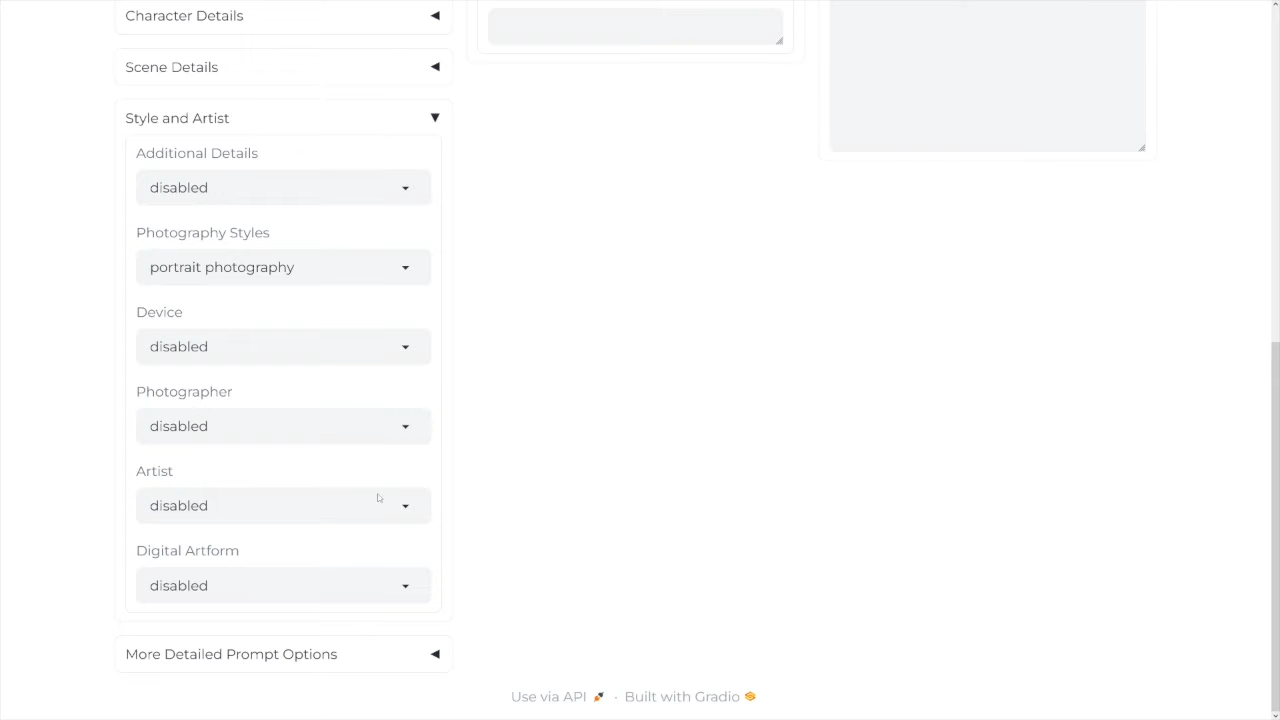 Character Details
Scene Details
Style and Artist
Additional Details
disabled
Photography Styles
portrait photography
Device
disabled
Photographer
disabled
Artist
disabled
Digital Artform
disabled
More Detailed Prompt Options
Use via API 🚀 · Built with Gradio